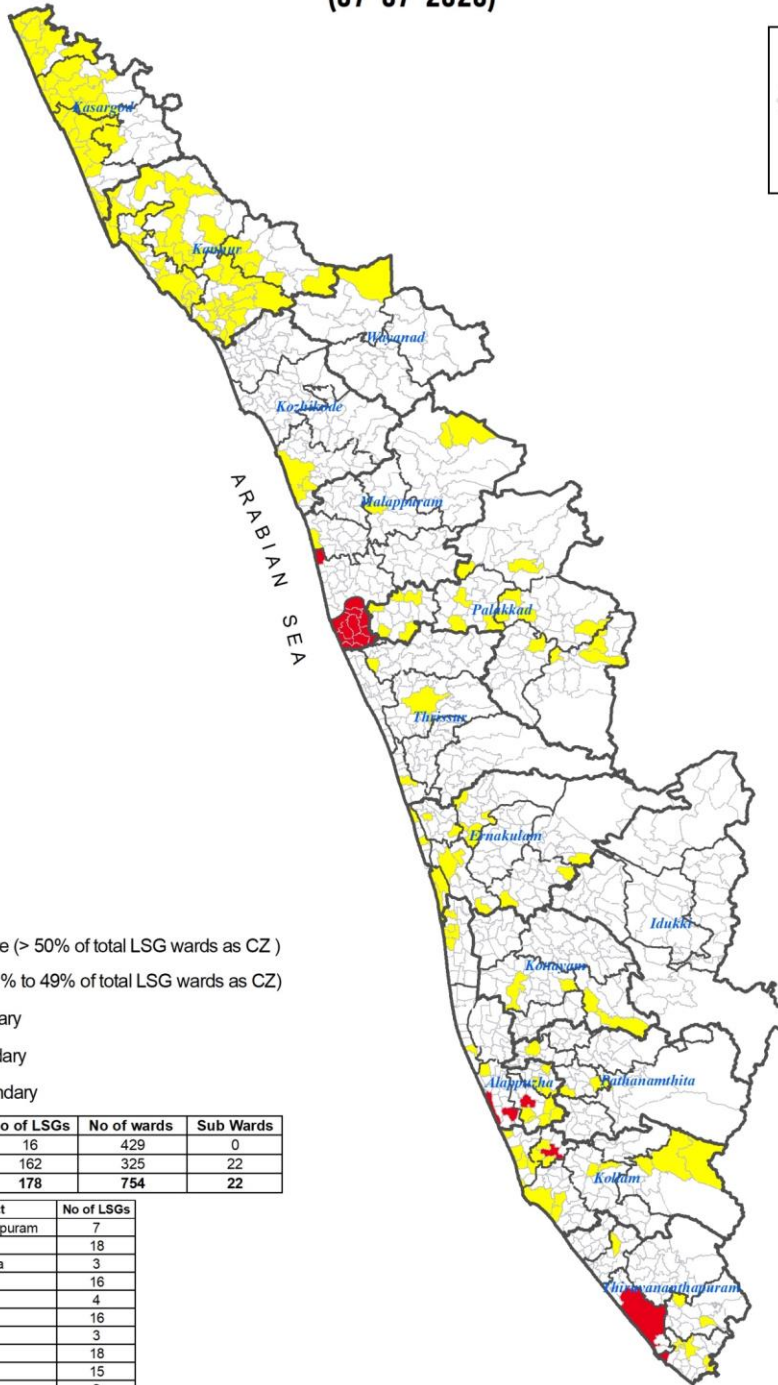 Kasargod
Kannur
Wayanad
Kozhikode
Malappuram
ARABIAN SEA
Palakkad
Thrissur
Ernakulam
Idukki
Kottayam
Alappuzha
Pathanamthita
Kollam
Thiruvananthapuram
e (> 50% of total LSG wards as CZ )
% to 49% of total LSG wards as CZ)
ary
dary
ndary
o of LSGs No of wards Sub Wards
16 429 0
162 325 22
178 754 22
ct No of LSGs
puram 7
18
a 3
16
4
16
3
18
15